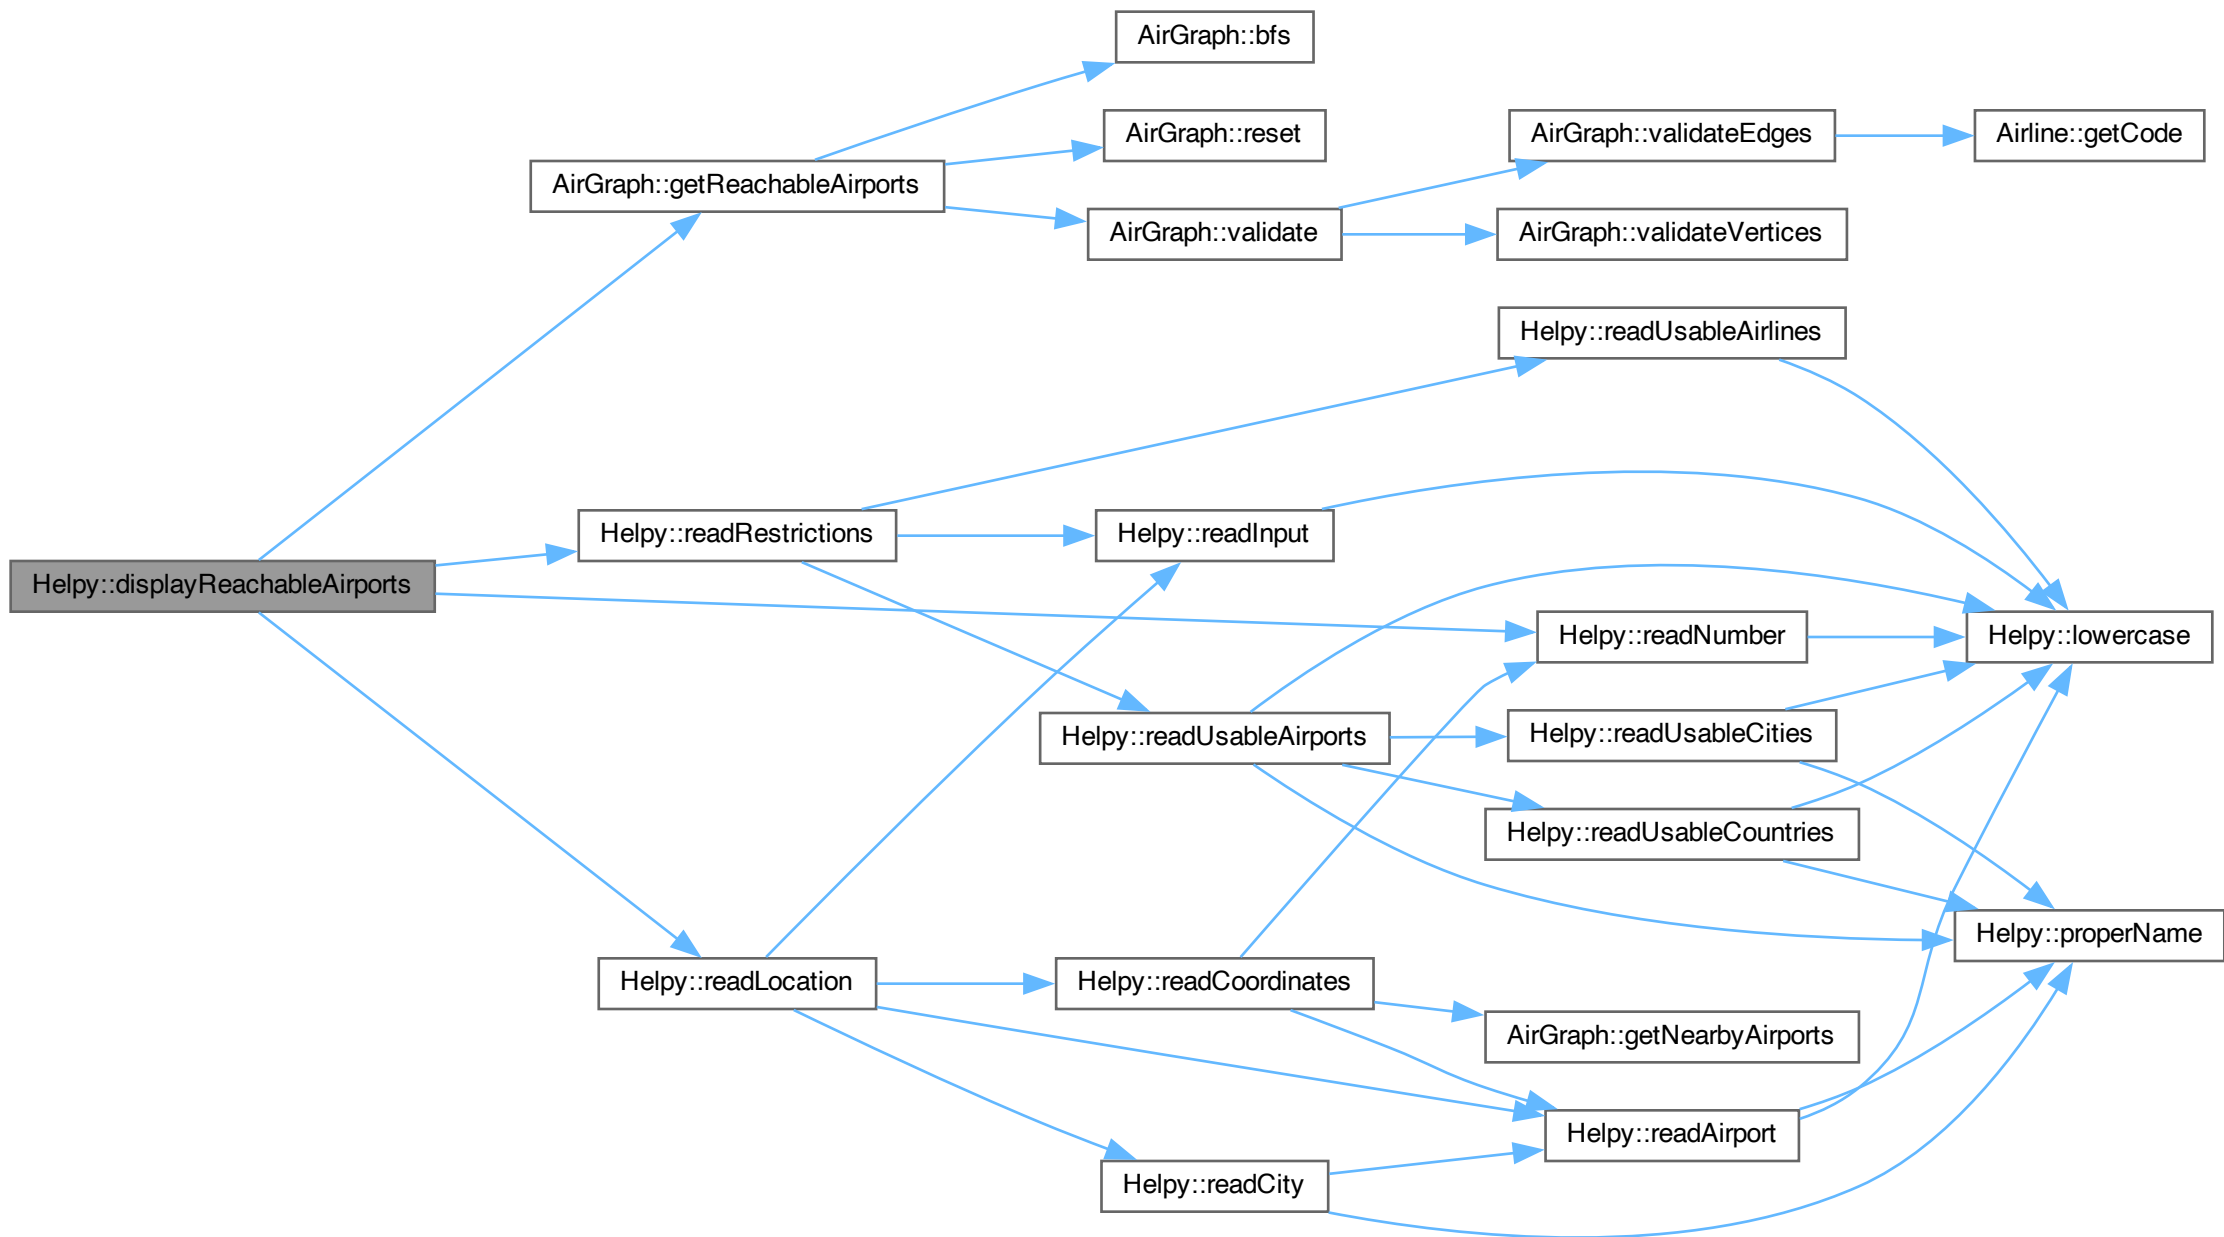 AirGraph::bfs
AirGraph::reset
AirGraph::validateEdges
Airline::getCode
AirGraph::getReachableAirports
AirGraph::validate
AirGraph::validateVertices
Helpy::readUsableAirlines
Helpy::readRestrictions
Helpy::readInput
Helpy::displayReachableAirports
Helpy::readNumber
Helpy::lowercase
Helpy::readUsableAirports
Helpy::readUsableCities
Helpy::readUsableCountries
Helpy::properName
Helpy::readLocation
Helpy::readCoordinates
AirGraph::getNearbyAirports
Helpy::readAirport
Helpy::readCity